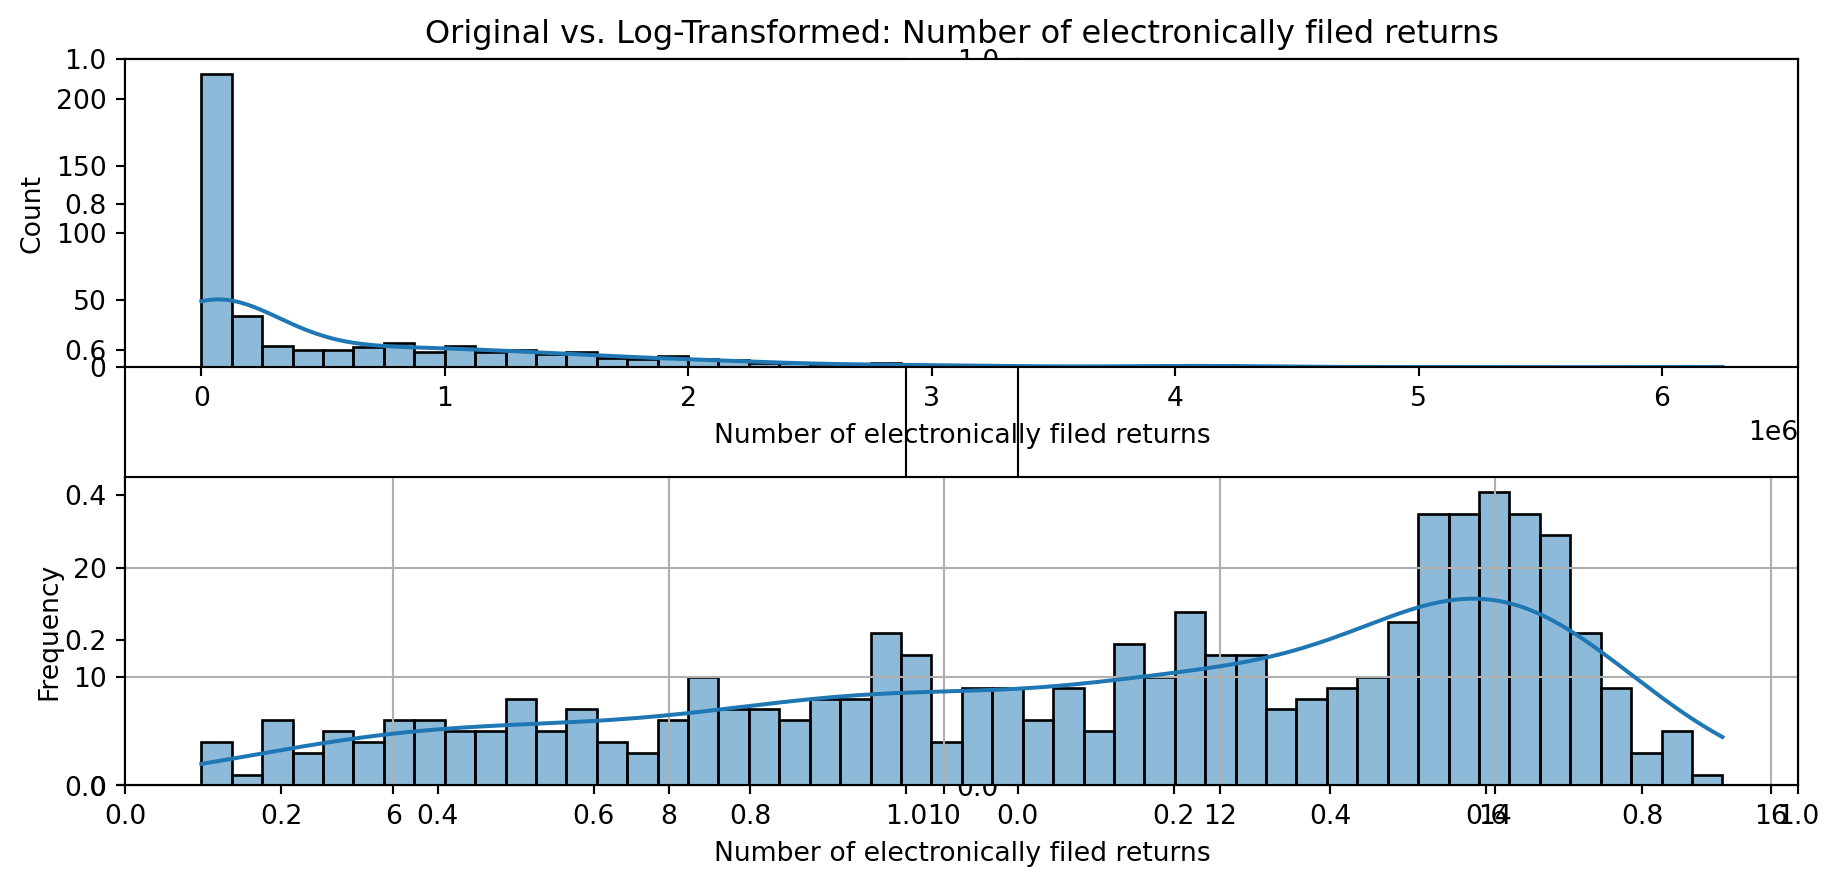 Original vs. Log-Transformed: Number of electronically filed returns
1.0
1.0
200
150
0.8
100
50
0.6
0
Count
0 1 2 3 4 5 6
1e6
Number of electronically filed returns
0.4
20
0.2
10
0.0
0.0
Frequency
0.0 0.2 6 0.4 0.6 8 0.8 1.0 10 0.0 0.2 12 0.4 0.6 14 0.8 16 1.0
Number of electronically filed returns